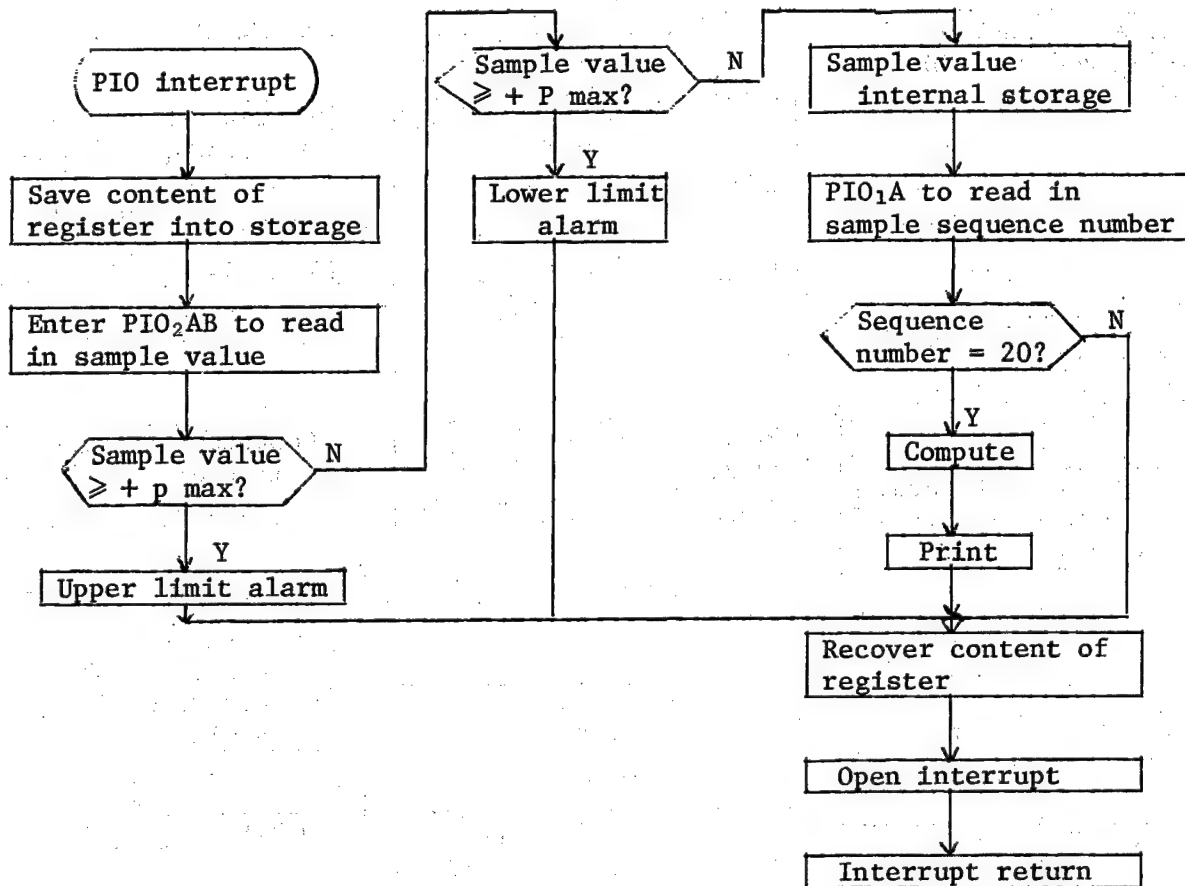 PIO interrupt
Save content of
register into storage
Enter PIO₂AB to read
in sample value
Sample value
⩾ + p max?
N
Y
Upper limit alarm
Sample value
⩾ + P max?
N
Y
Lower limit
alarm
Sample value
internal storage
PIO₁A to read in
sample sequence number
Sequence
number = 20?
N
Y
Compute
Print
Recover content of
register
Open interrupt
Interrupt return